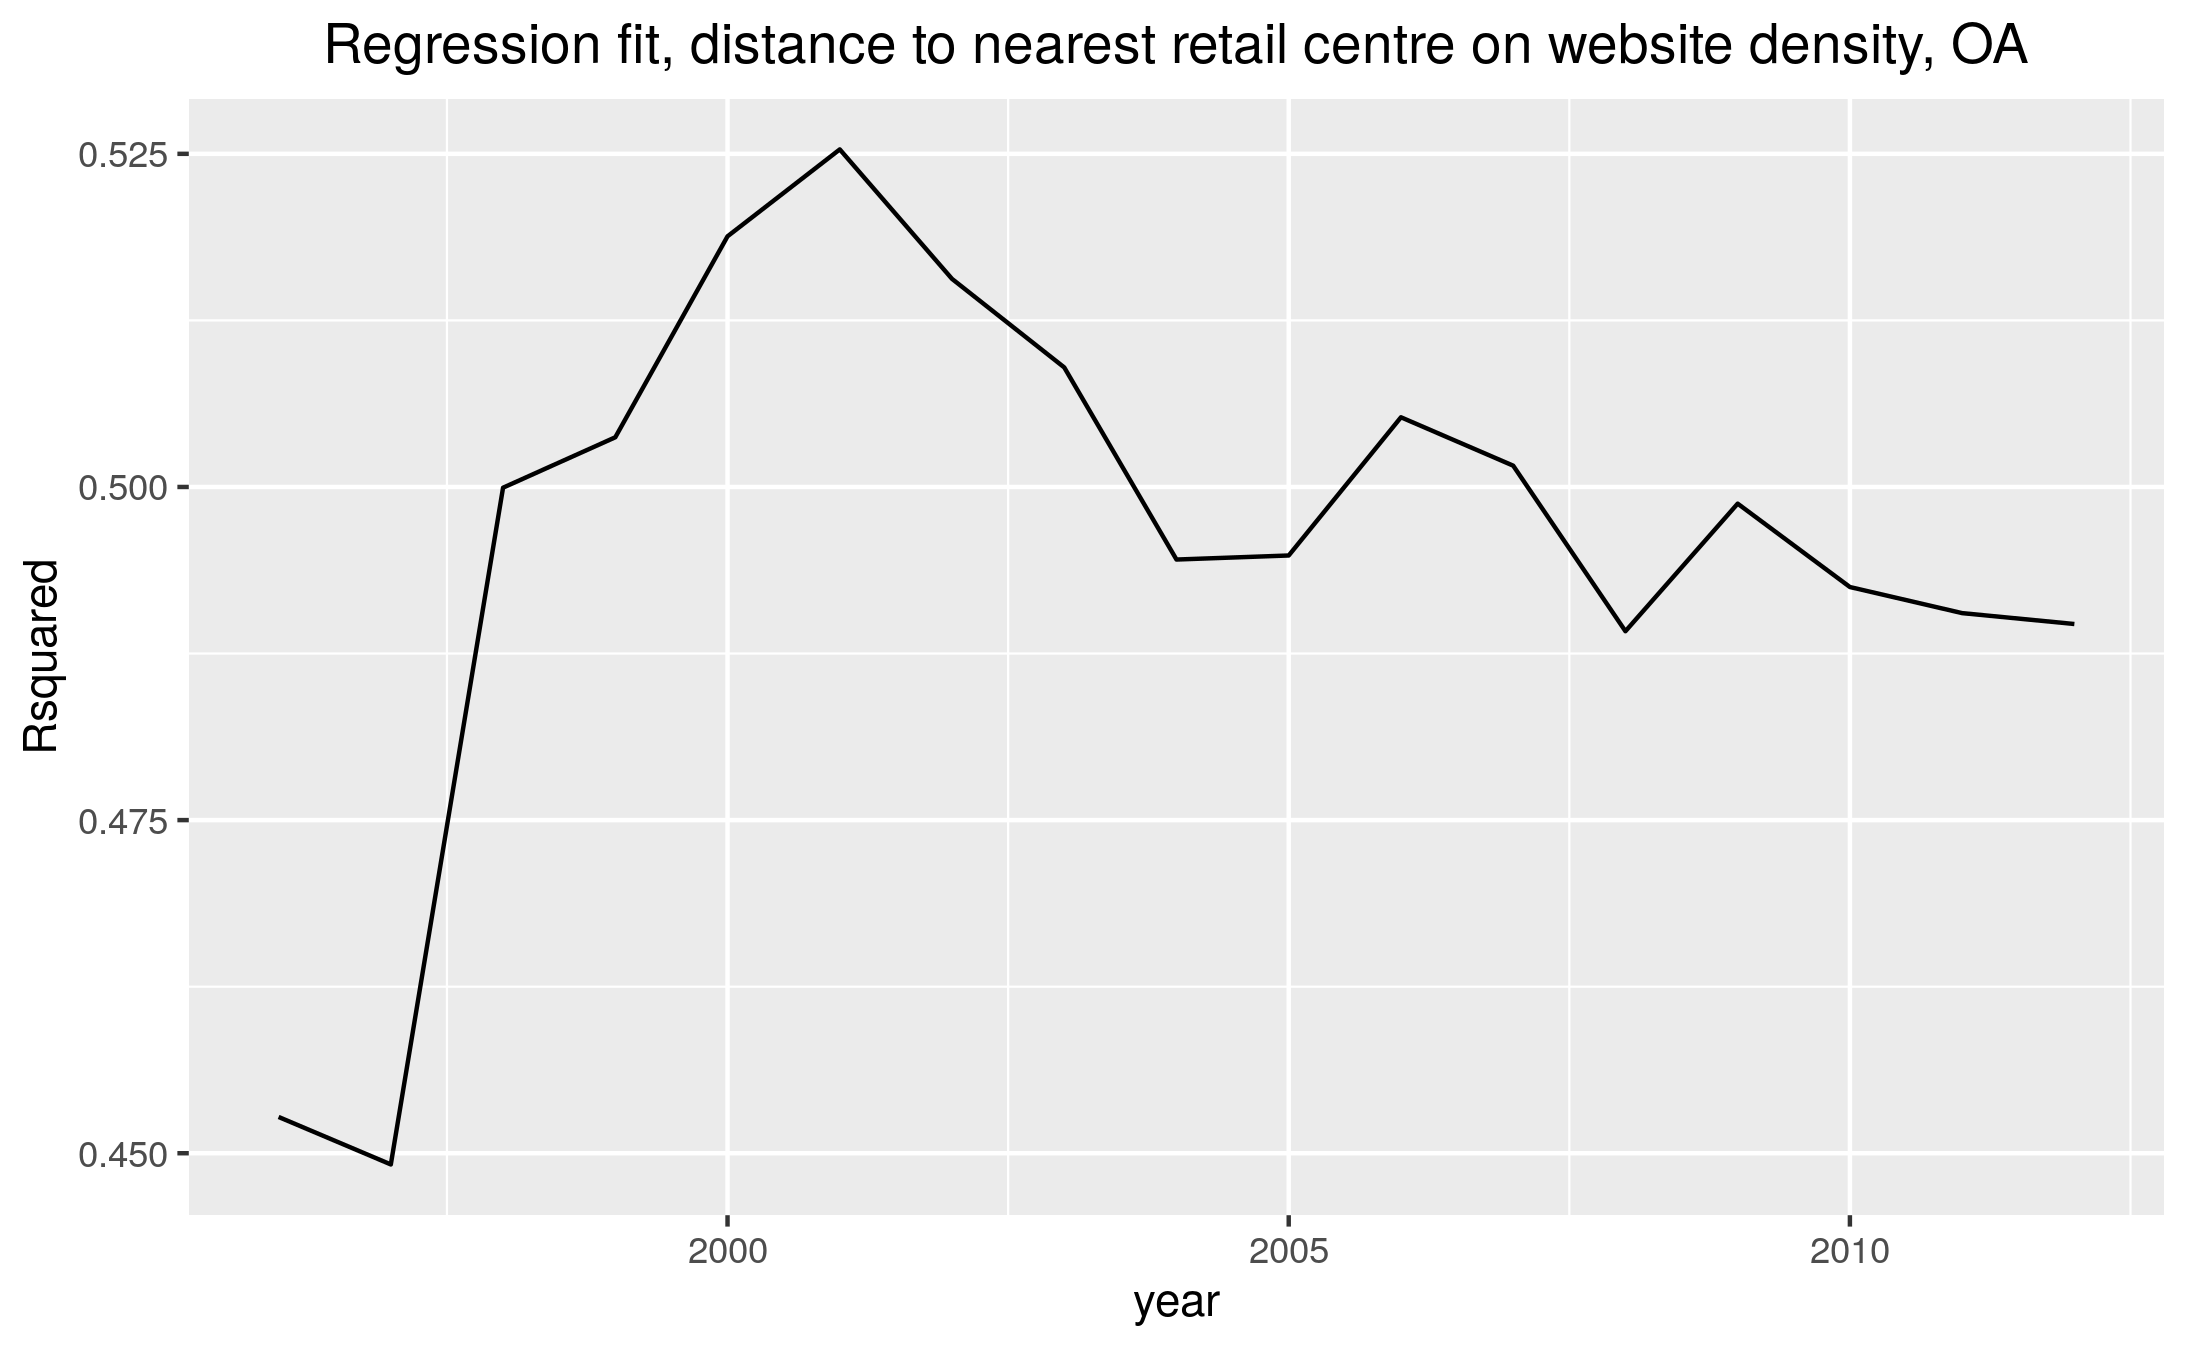 Regression fit, distance to nearest retail centre on website density, OA
Rsquared
0.525
0.500
0.475
0.450
2000
2005
2010
year